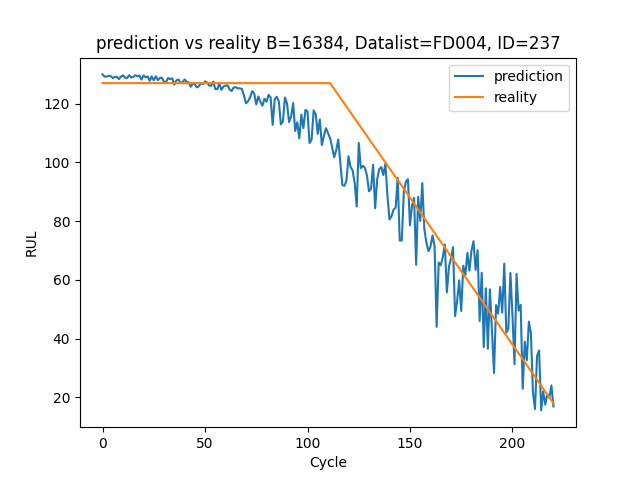 prediction vs reality B=16384, Datalist=FD004, ID=237
prediction
reality
RUL
120
100
80
60
40
20
0
50
100
150
200
Cycle